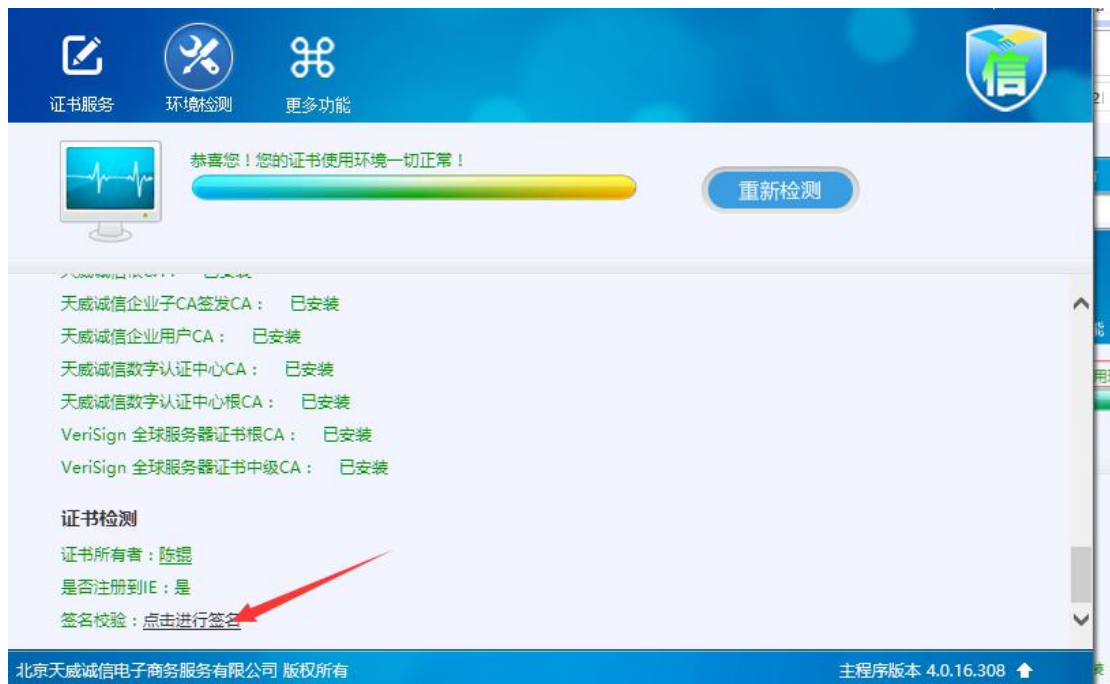 证书服务 环境检测 更多功能
信
恭喜您！您的证书使用环境一切正常！
重新检测
天威诚信企业子CA签发CA： 已安装
天威诚信企业用户CA： 已安装
天威诚信数字认证中心CA： 已安装
天威诚信数字认证中心根CA： 已安装
VeriSign 全球服务器证书根CA： 已安装
VeriSign 全球服务器证书中级CA： 已安装
证书检测
证书所有者：陈锟
是否注册到IE：是
签名校验：点击进行签名
北京天威诚信电子商务服务有限公司 版权所有 主程序版本 4.0.16.308